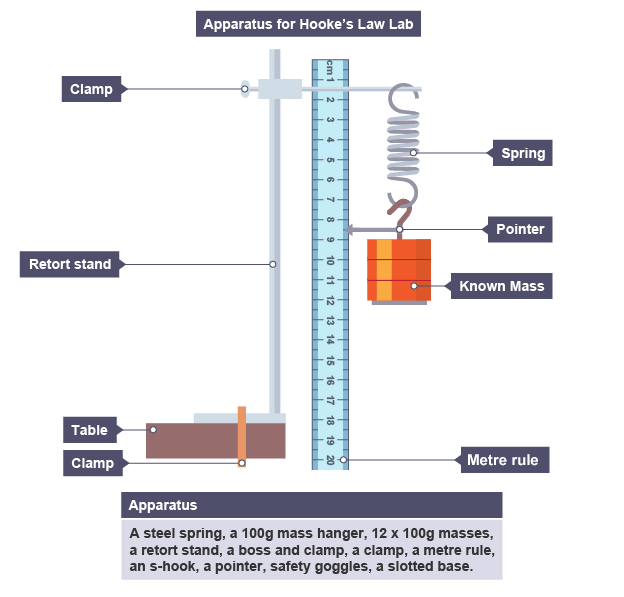 Apparatus for Hooke's Law Lab
Clamp
cm 1
2
3
4
5
6
7
8
9
10
11
12
13
14
15
16
17
18
19
20
Spring
Pointer
Retort stand
Known Mass
Table
Clamp
Metre rule
Apparatus
A steel spring, a 100g mass hanger, 12 x 100g masses,
a retort stand, a boss and clamp, a clamp, a metre rule,
an s-hook, a pointer, safety goggles, a slotted base.